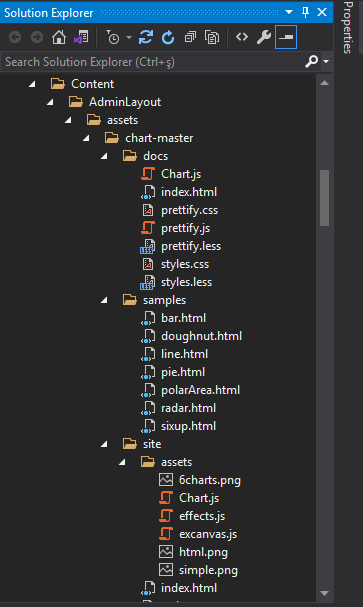 Solution Explorer
Properties
Search Solution Explorer (Ctrl+ş)
Content
AdminLayout
assets
chart-master
docs
Chart.js
index.html
prettify.css
prettify.js
prettify.less
styles.css
styles.less
samples
bar.html
doughnut.html
line.html
pie.html
polarArea.html
radar.html
sixup.html
site
assets
6charts.png
Chart.js
effects.js
excanvas.js
html.png
simple.png
index.html